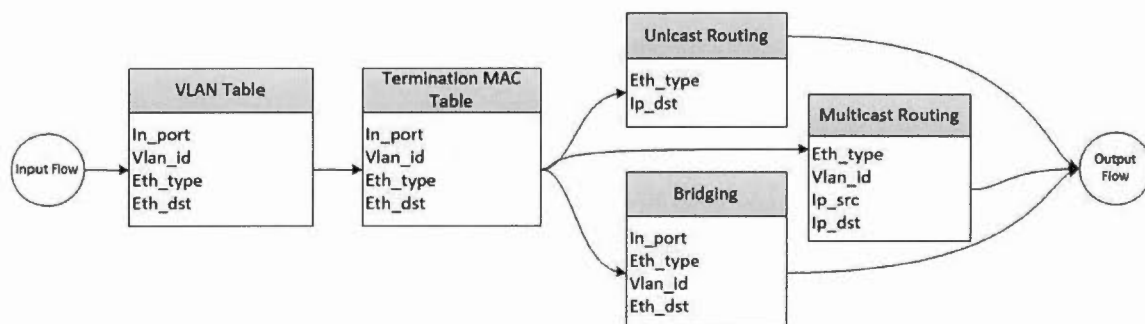 Input Flow
VLAN Table
In_port
Vlan_id
Eth_type
Eth_dst
Termination MAC
Table
In_port
Vlan_id
Eth_type
Eth_dst
Unicast Routing
Eth_type
Ip_dst
Multicast Routing
Eth_type
Vlan_id
Ip_src
Ip_dst
Bridging
In_port
Eth_type
Vlan_id
Eth_dst
Output
Flow